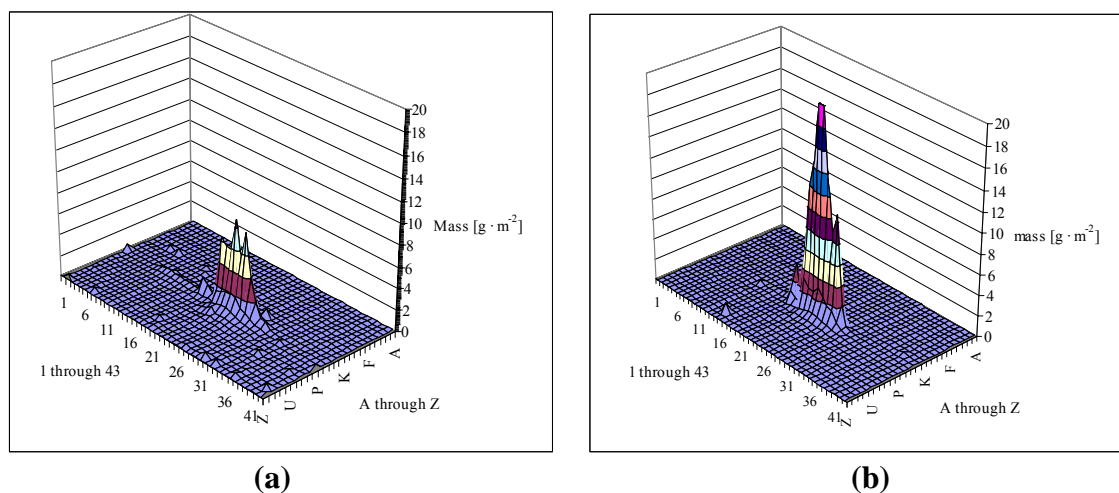 20
18
16
14
12
10
8
6
4
2
0
Mass [g · m-2]
1
6
11
16
21
26
31
36
41
1 through 43
Z
U
P
K
F
A
A through Z
(a)
20
18
16
14
12
10
8
6
4
2
0
mass [g · m-2]
1
6
11
16
21
26
31
36
41
1 through 43
Z
U
P
K
F
A
A through Z
(b)